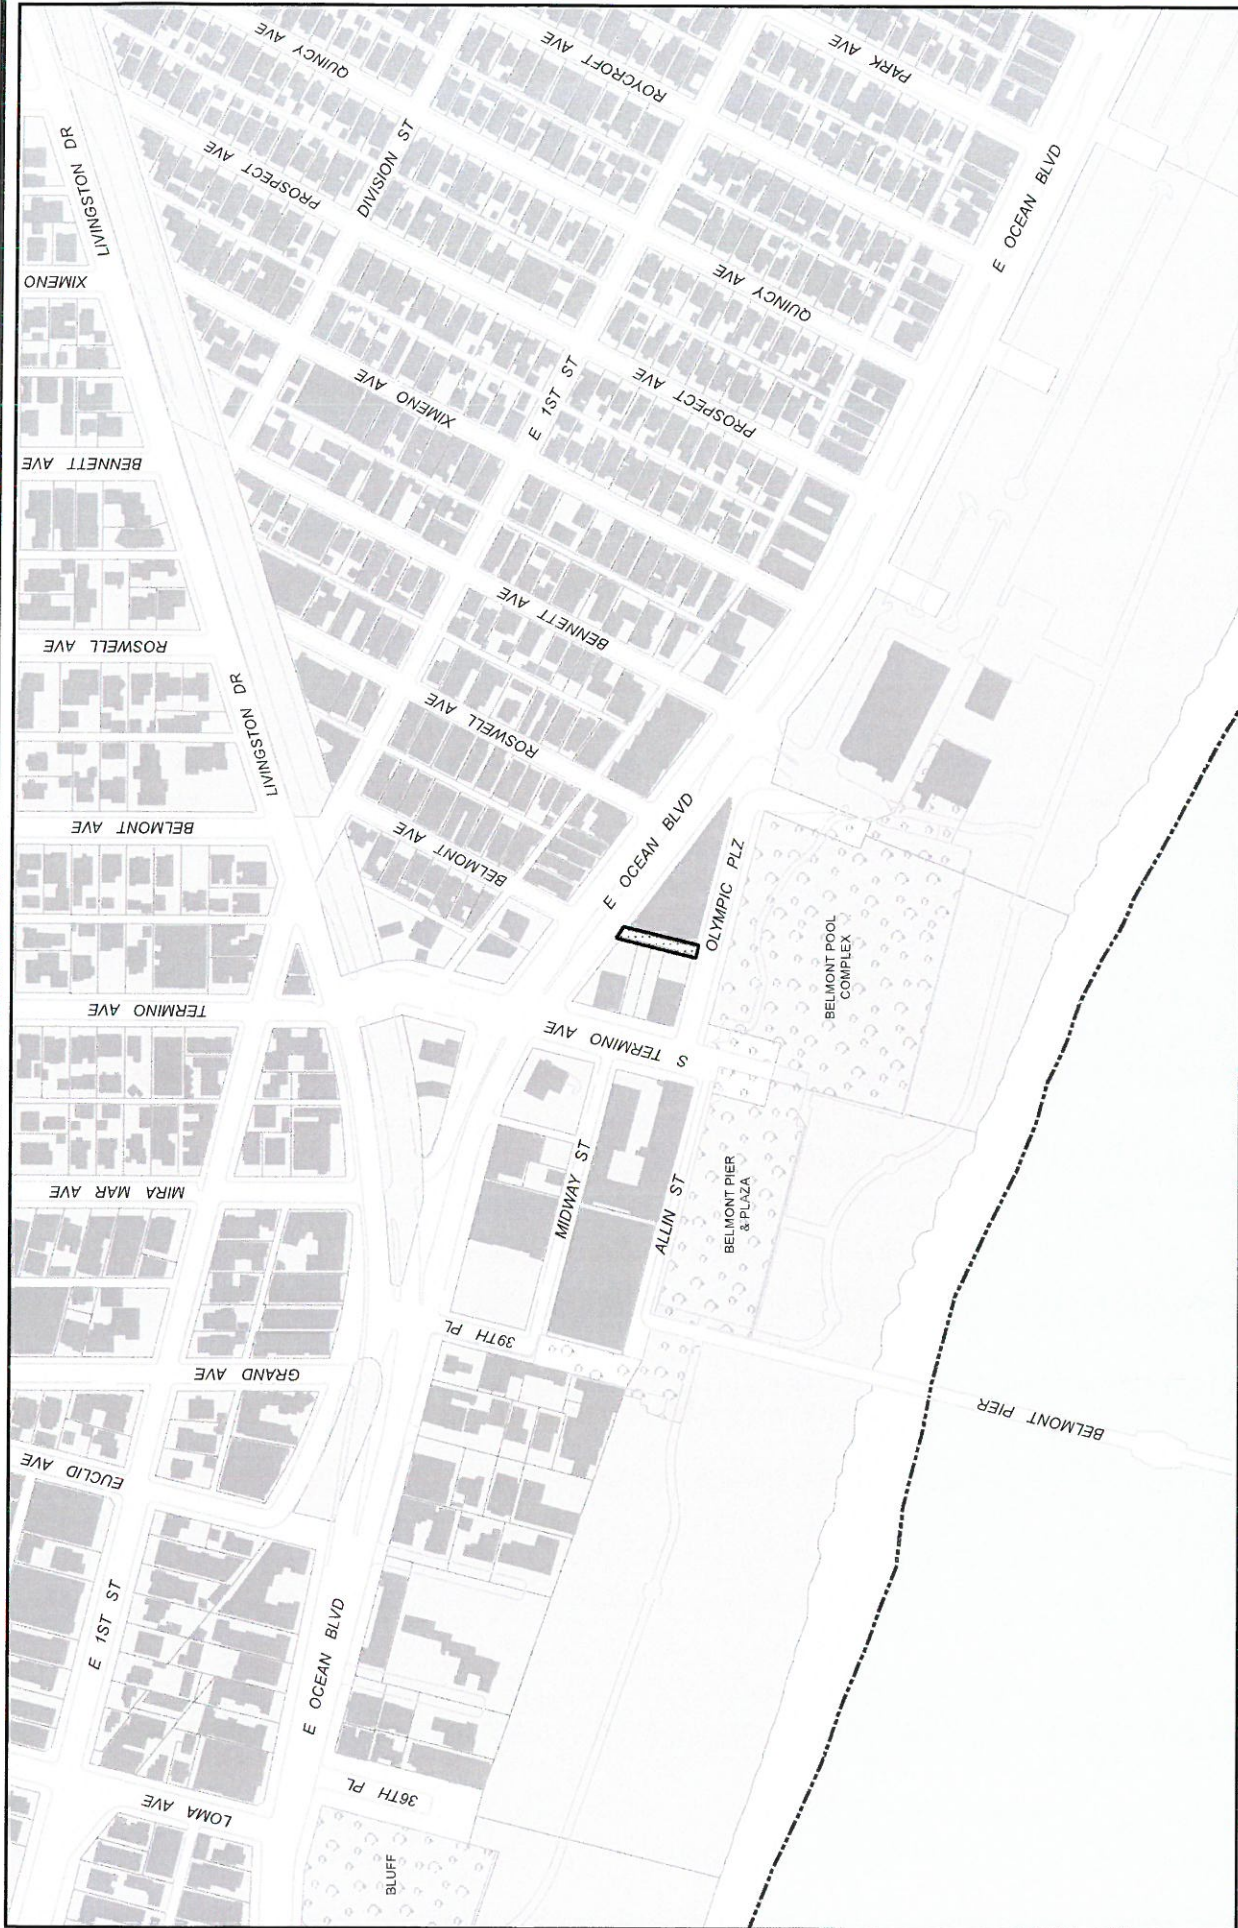 QUINCY AVE
ROYCROFT AVE
PARK AVE
LIVINGSTON DR
PROSPECT AVE
DIVISION ST
XIMENO
E OCEAN BLVD
QUINCY AVE
XIMENO AVE
E 1ST ST
PROSPECT AVE
BENNETT AVE
BENNETT AVE
ROSWELL AVE
LIVINGSTON DR
ROSWELL AVE
BELMONT AVE
BELMONT AVE
E OCEAN BLVD
OLYMPIC PLZ
BELMONT POOL
COMPLEX
TERMINO AVE
S TERMINO AVE
MIRA MAR AVE
MIDWAY ST
ALLIN ST
BELMONT PIER
& PLAZA
39TH PL
GRAND AVE
BELMONT PIER
EUCLID AVE
E 1ST ST
E OCEAN BLVD
36TH PL
LOMA AVE
BLUFF